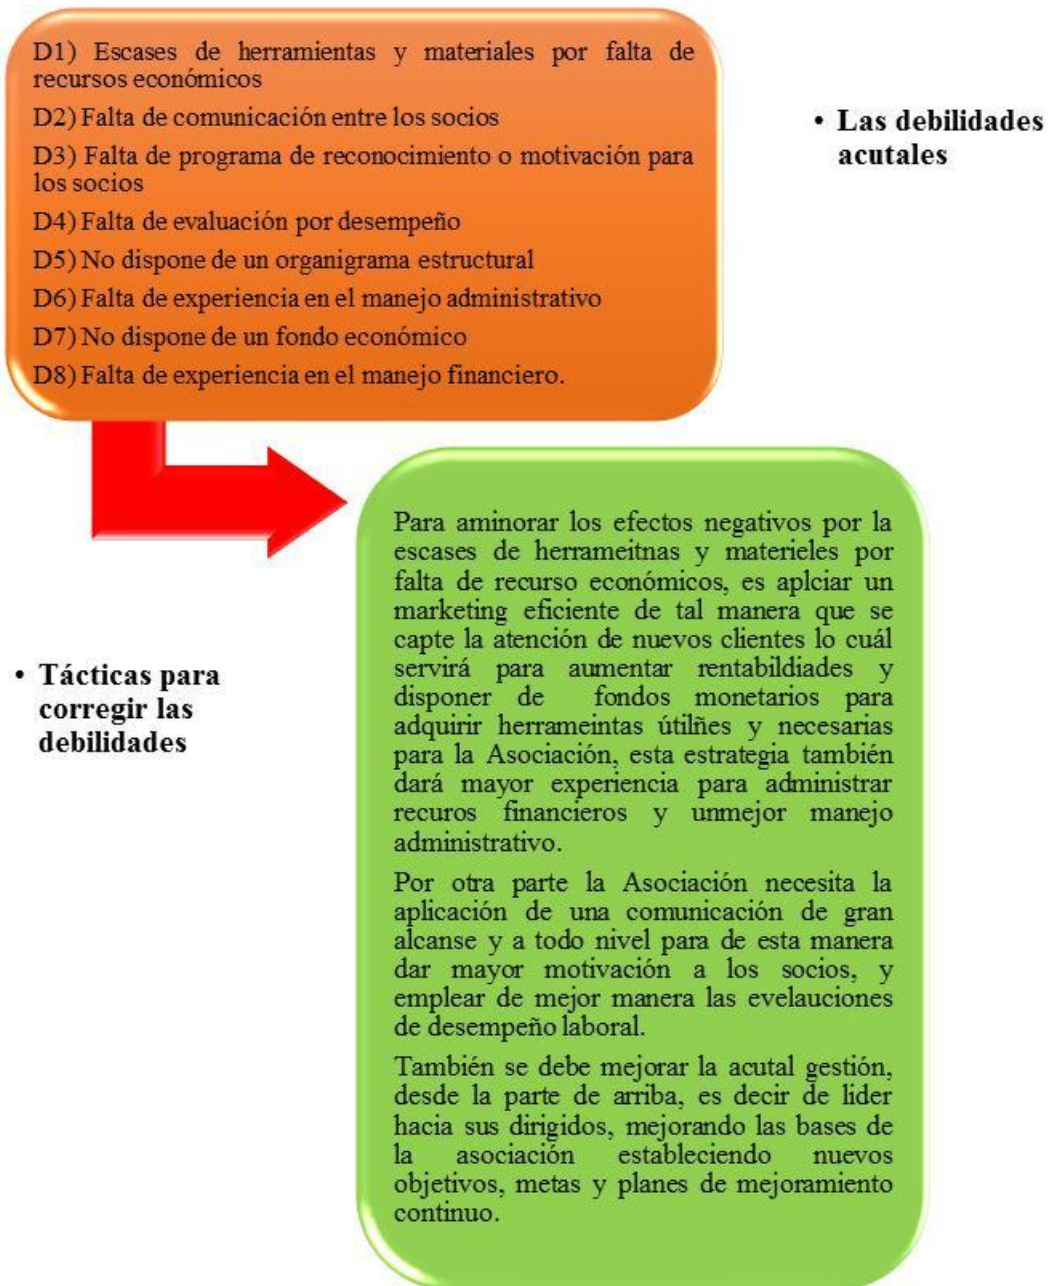 D1) Escases de herramientas y materiales por falta de
recursos económicos
D2) Falta de comunicación entre los socios
D3) Falta de programa de reconocimiento o motivación para
los socios
D4) Falta de evaluación por desempeño
D5) No dispone de un organigrama estructural
D6) Falta de experiencia en el manejo administrativo
D7) No dispone de un fondo económico
D8) Falta de experiencia en el manejo financiero.
• Las debilidades
acutales
Para aminorar los efectos negativos por la
escases de herrameitnas y materieles por
falta de recurso económicos, es aplciar un
marketing eficiente de tal manera que se
capte la atención de nuevos clientes lo cuál
servirá para aumentar rentabildiades y
disponer de fondos monetarios para
adquirir herrameintas útilñes y necesarias
para la Asociación, esta estrategia también
dará mayor experiencia para administrar
recuros financieros y unmejor manejo
administrativo.
Por otra parte la Asociación necesita la
aplicación de una comunicación de gran
alcanse y a todo nivel para de esta manera
dar mayor motivación a los socios, y
emplear de mejor manera las evelauciones
de desempeño laboral.
También se debe mejorar la acutal gestión,
desde la parte de arriba, es decir de lider
hacia sus dirigidos, mejorando las bases de
la asociación estableciendo nuevos
objetivos, metas y planes de mejoramiento
continuo.
• Tácticas para
corregir las
debilidades